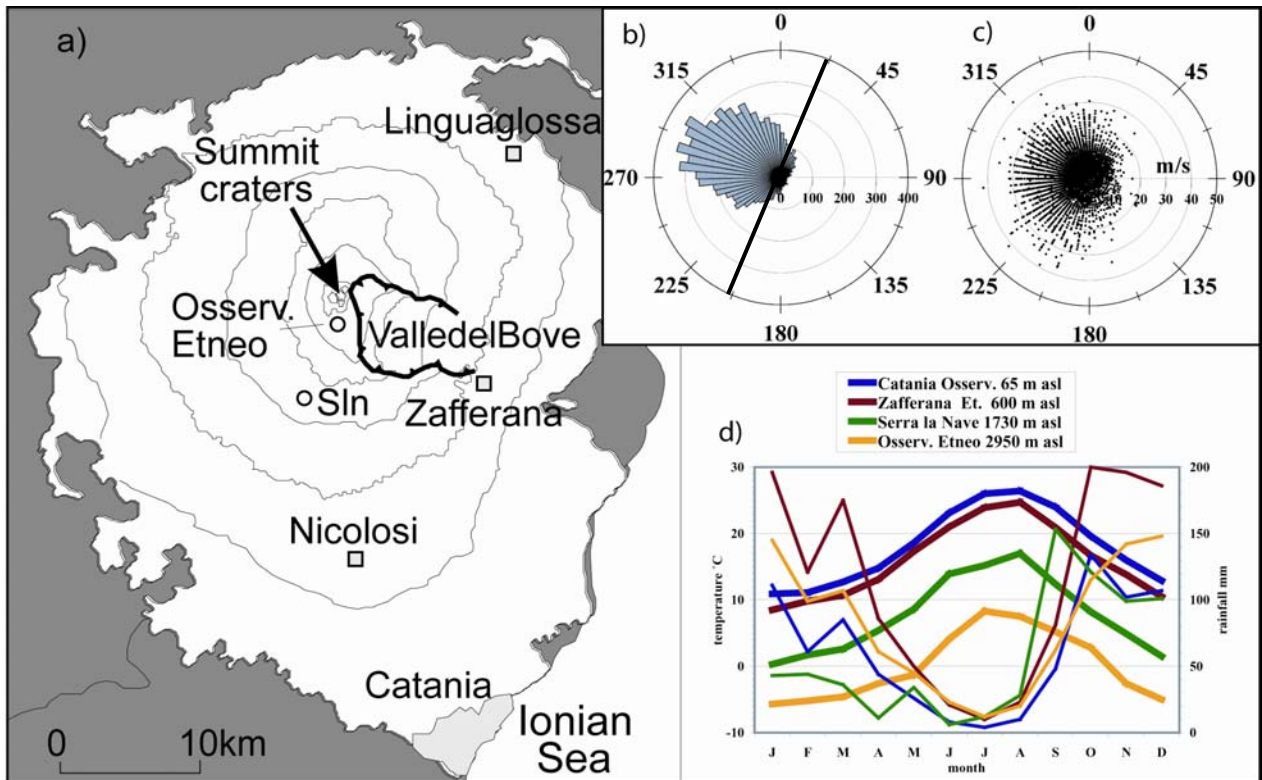 a)
Linguaglossa
Summit
craters
Osserv.
Etneo
ValledelBove
Sln
Zafferana
Nicolosi
Catania
Ionian
Sea
0 10km
b)
0
45
90
135
180
225
270
315
0 100 200 300 400
c)
0
45
90
135
180
225
315
m/s
10 20 30 40 50
Catania Osserv. 65 m asl
Zafferana Et. 600 m asl
Serra la Nave 1730 m asl
Osserv. Etneo 2950 m asl
d)
temperature °C
30
20
10
0
-10
rainfall mm
200
150
100
50
0
J F M A M J J A S O N D
month